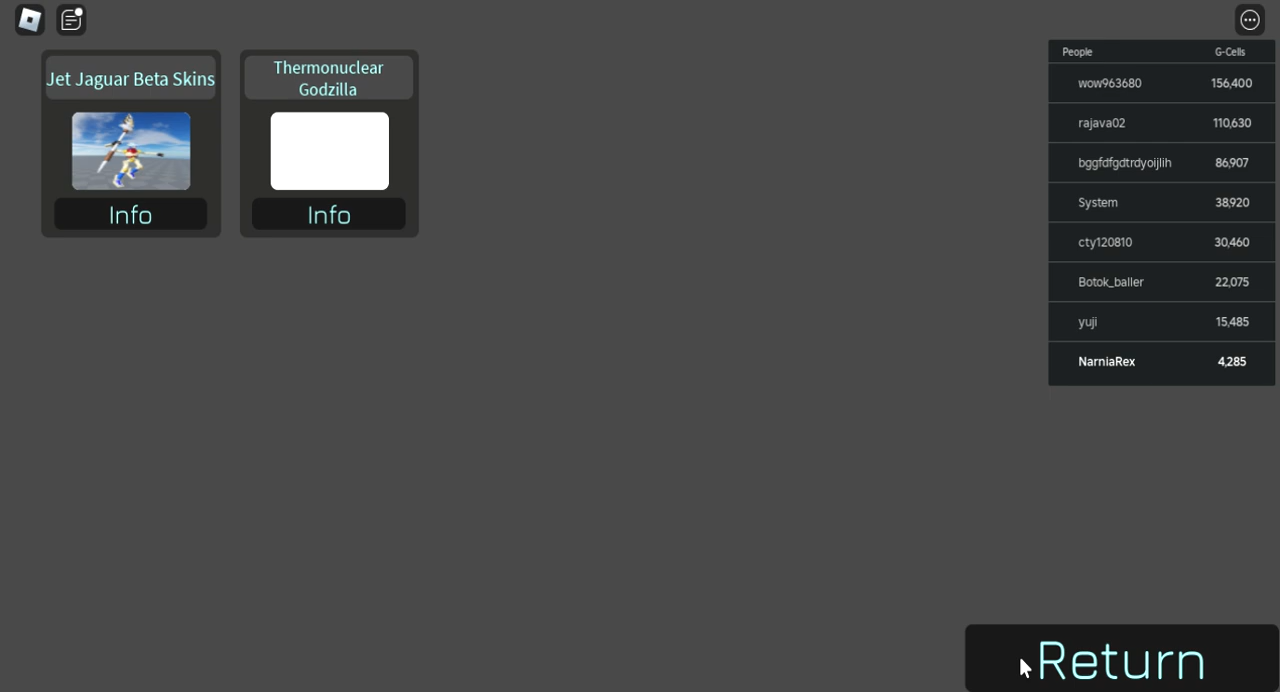 Jet Jaguar Beta Skins
Info
Thermonuclear
Godzilla
Info
People G-Cells
wow963680 156,400
rajava02 110,630
bggfdfgdtrdyoijlih 86,907
System 38,920
cty120810 30,460
Botok_baller 22,075
yuji 15,485
NarniaRex 4,285
Return